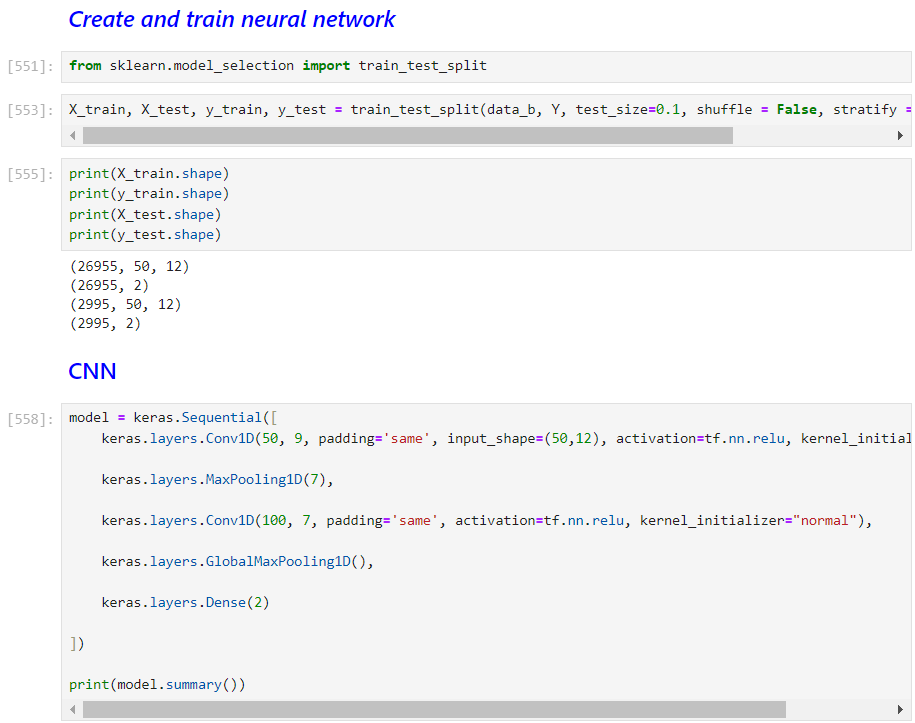 Create and train neural network
[551]: from sklearn.model_selection import train_test_split
[553]: X_train, X_test, y_train, y_test = train_test_split(data_b, Y, test_size=0.1, shuffle = False, stratify =
[555]: print(X_train.shape)
print(y_train.shape)
print(X_test.shape)
print(y_test.shape)
(26955, 50, 12)
(26955, 2)
(2995, 50, 12)
(2995, 2)
CNN
[558]: model = keras.Sequential([
keras.layers.Conv1D(50, 9, padding='same', input_shape=(50,12), activation=tf.nn.relu, kernel_initial
keras.layers.MaxPooling1D(7),
keras.layers.Conv1D(100, 7, padding='same', activation=tf.nn.relu, kernel_initializer="normal"),
keras.layers.GlobalMaxPooling1D(),
keras.layers.Dense(2)
])
print(model.summary())